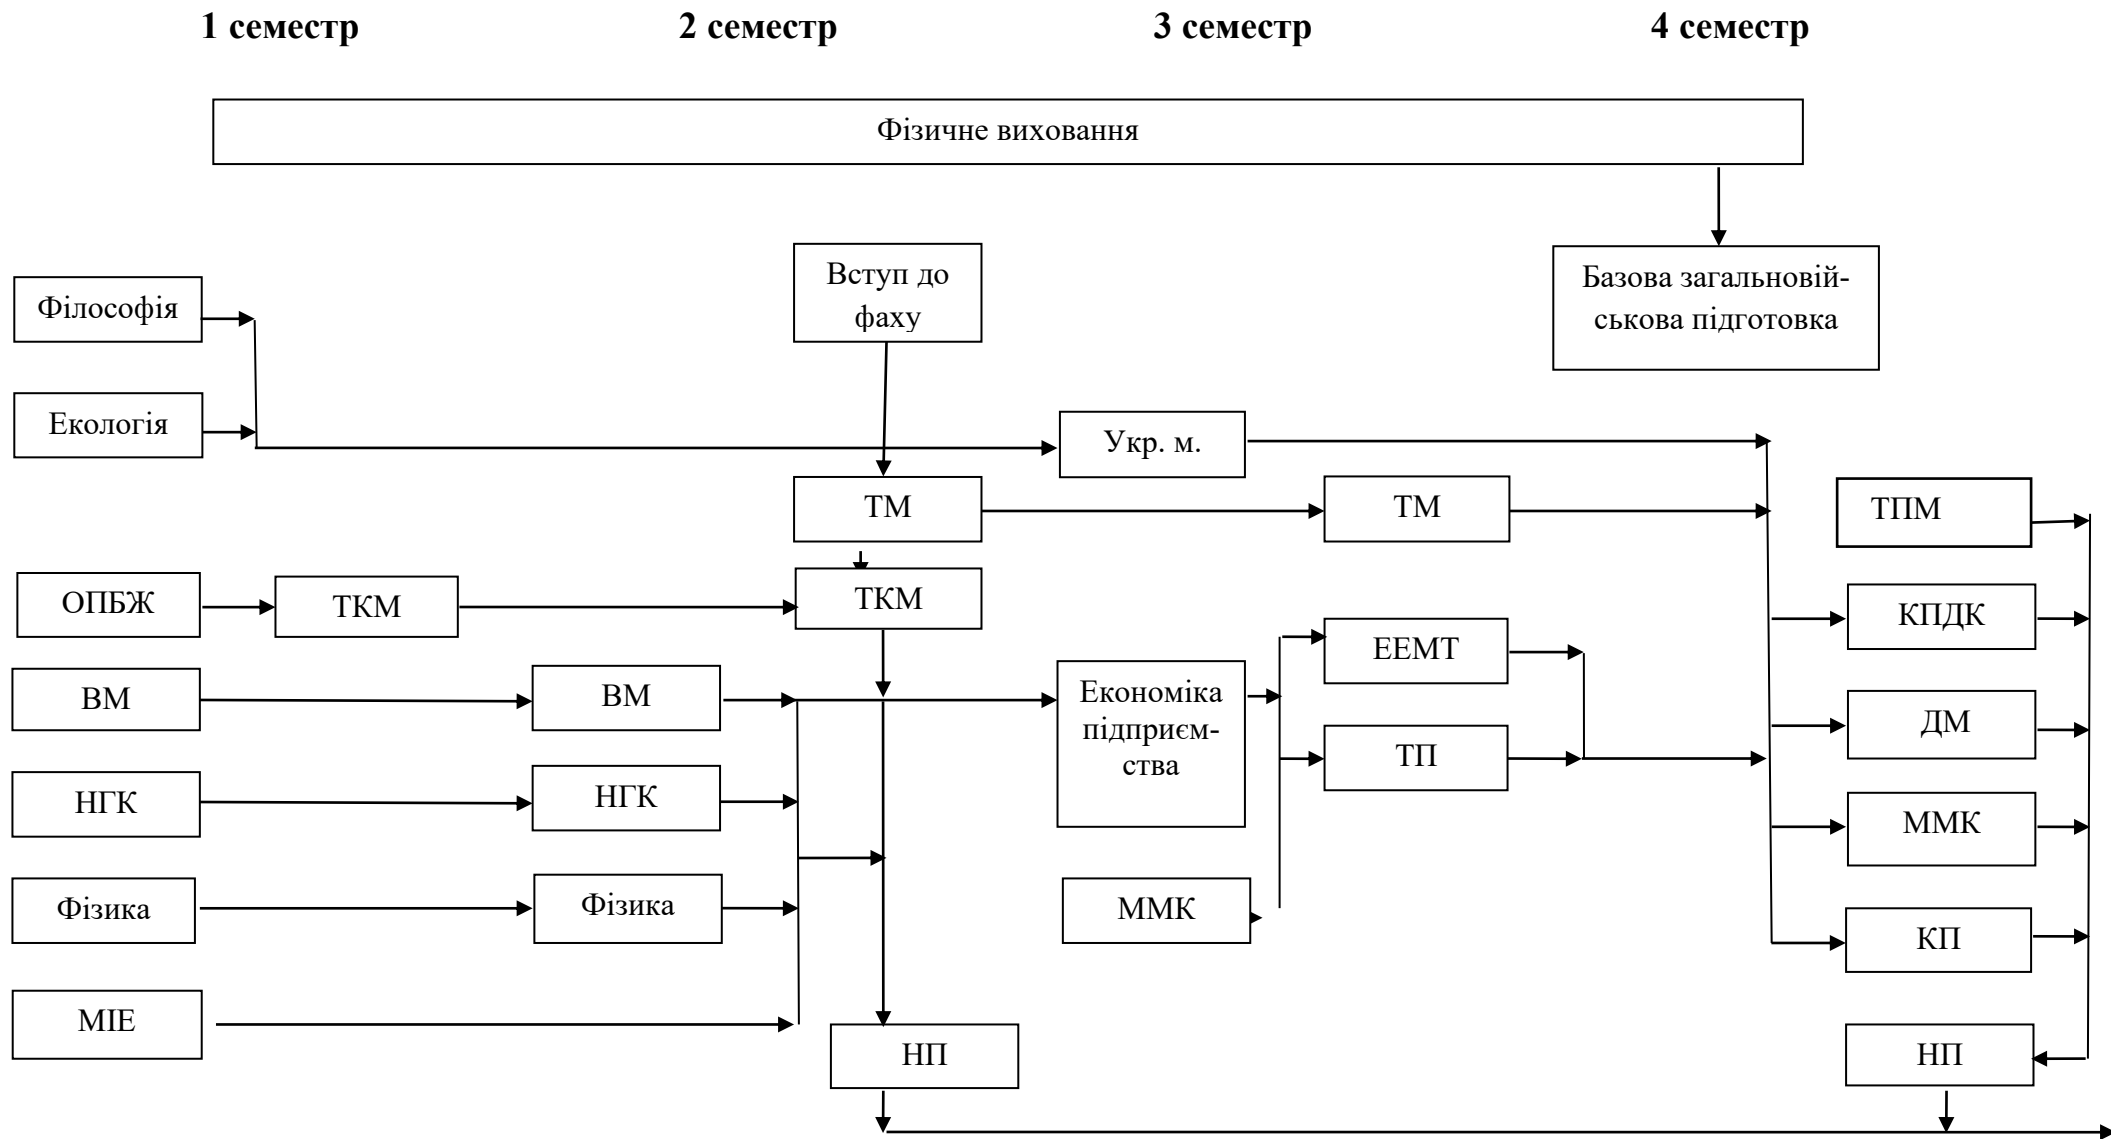 1 семестр
2 семестр
3 семестр
4 семестр
Фізичне виховання
Вступ до
фаху
Базова загальновій-
ськова підготовка
Філософія
Екологія
Укр. м.
ТМ
ТМ
ТПМ
ОПБЖ
ТКМ
ТКМ
ЕЕМТ
КПДК
ВМ
ВМ
Економіка
підприєм-
ства
ТП
ДМ
НГК
НГК
ММК
Фізика
Фізика
ММК
КП
МІЕ
НП
НП